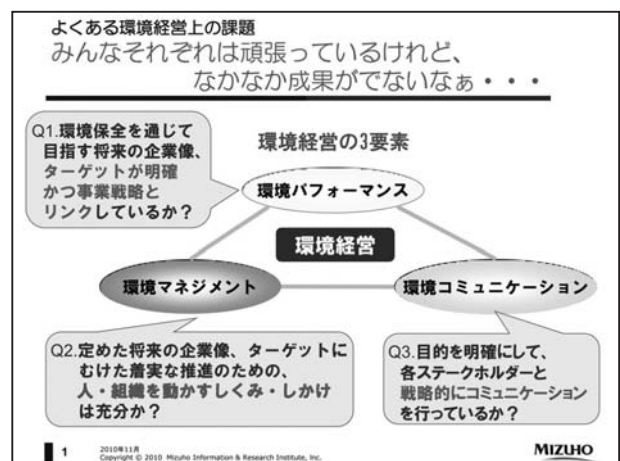 よくある環境経営上の課題
みんなそれぞれは頑張っているけれど、
なかなか成果がでないなぁ・・・
Q1.環境保全を通じて
目指す将来の企業像、
ターゲットが明確
かつ事業戦略と
リンクしているか？
環境経営の3要素
環境パフォーマンス
環境経営
環境マネジメント
環境コミュニケーション
Q2.定めた将来の企業像、ターゲットに
むけた着実な推進のための、
人・組織を動かすしくみ・しかけ
は充分か？
Q3.目的を明確にして、
各ステークホルダーと
戦略的にコミュニケーション
を行っているか？
1
2010年11月
Copyright © 2010 Mizuho Information & Research Institute, Inc.
MIZUHO